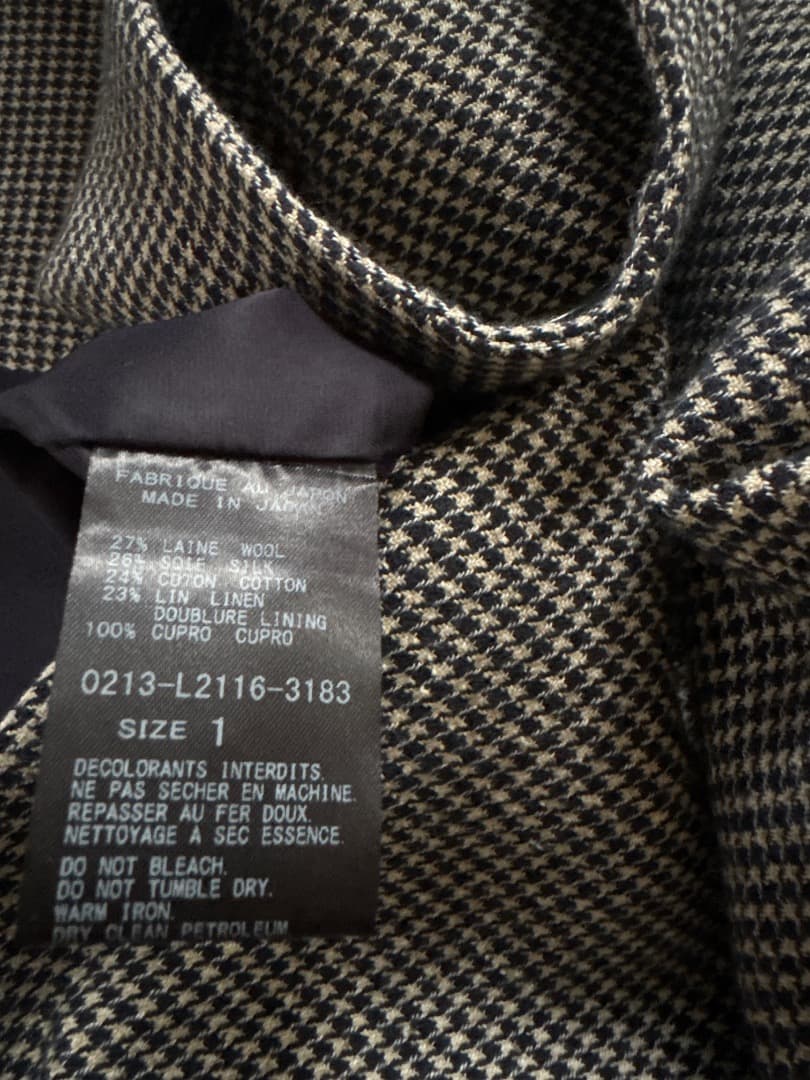 FABRIQUE AU JAPON
MADE IN JAPAN
27% LAINE WOOL
26% SOIE SILK
24% COTON COTTON
23% LIN LINEN
DOUBLURE LINING
100% CUPRO CUPRO
0213-L2116-3183
SIZE 1
DECOLORANTS INTERDITS.
NE PAS SECHER EN MACHINE.
REPASSER AU FER DOUX.
NETTOYAGE À SEC ESSENCE.
DO NOT BLEACH.
DO NOT TUMBLE DRY.
WARM IRON.
DRY CLEAN PETROLEUM